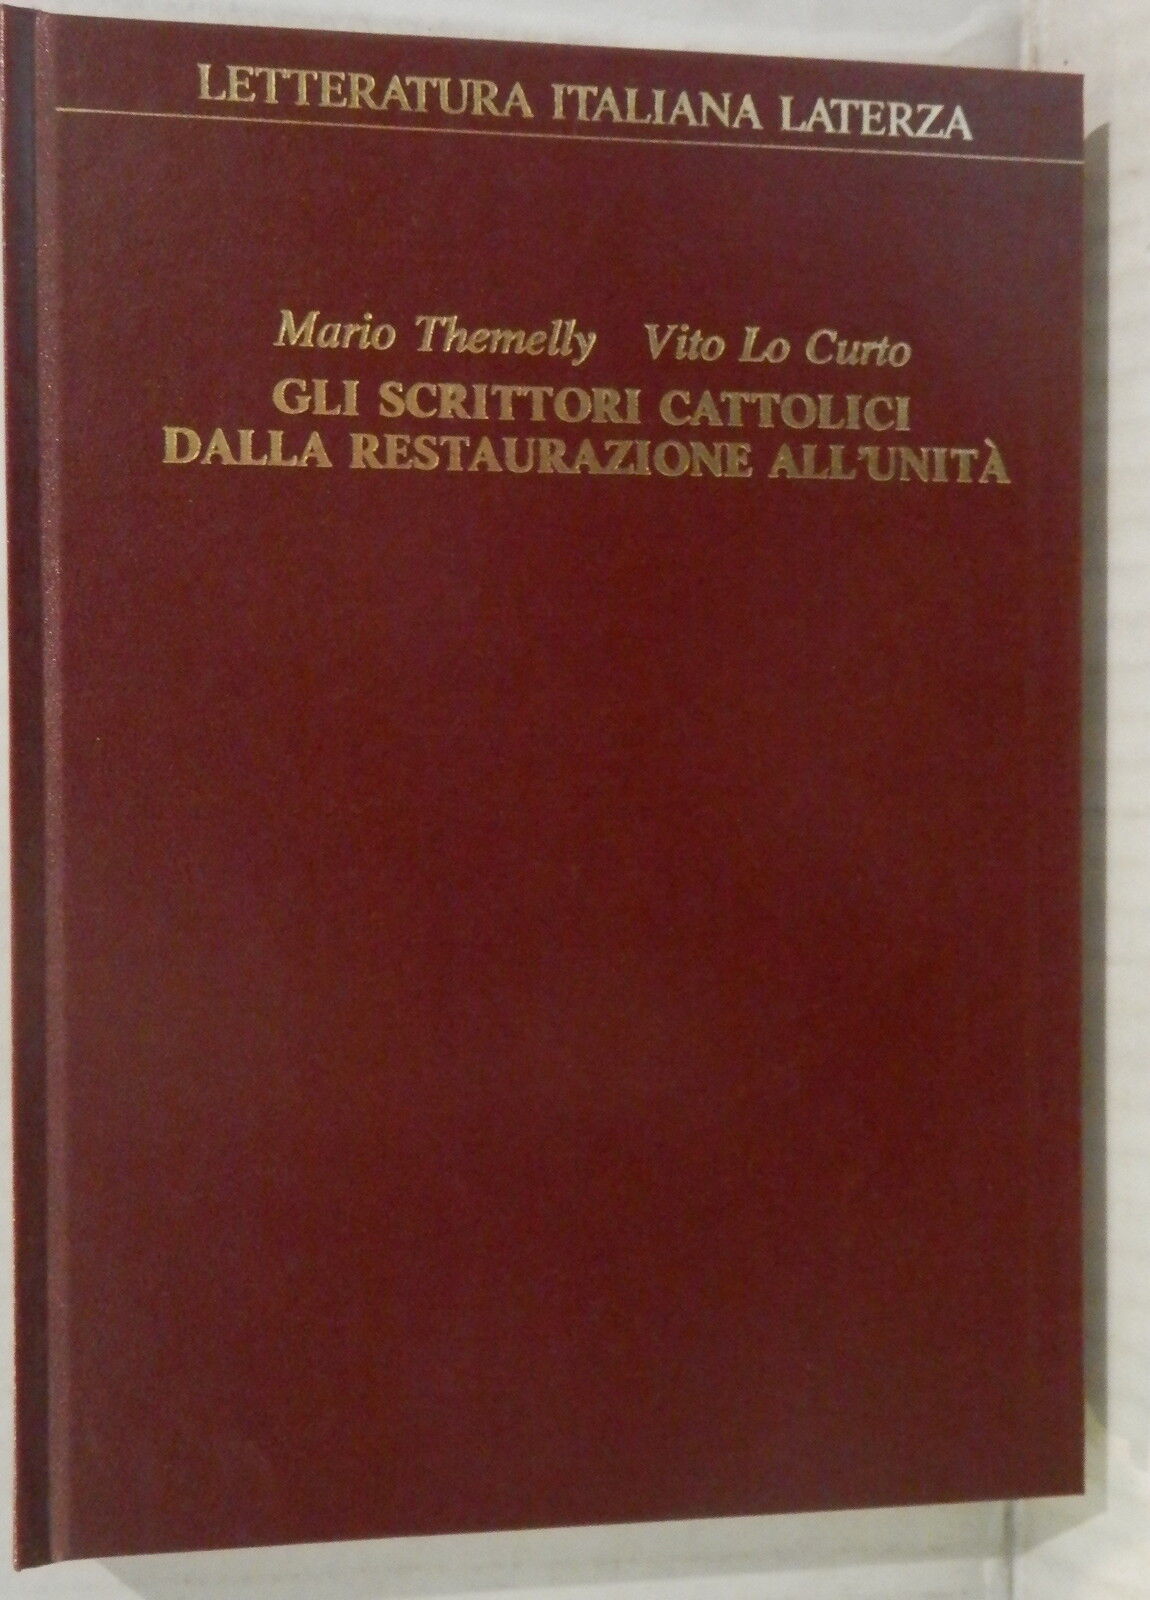 LETTERATURA ITALIANA LATERZA
Mario Themelly Vito Lo Curto
GLI SCRITTORI CATTOLICI
DALLA RESTAURAZIONE ALL'UNITÀ